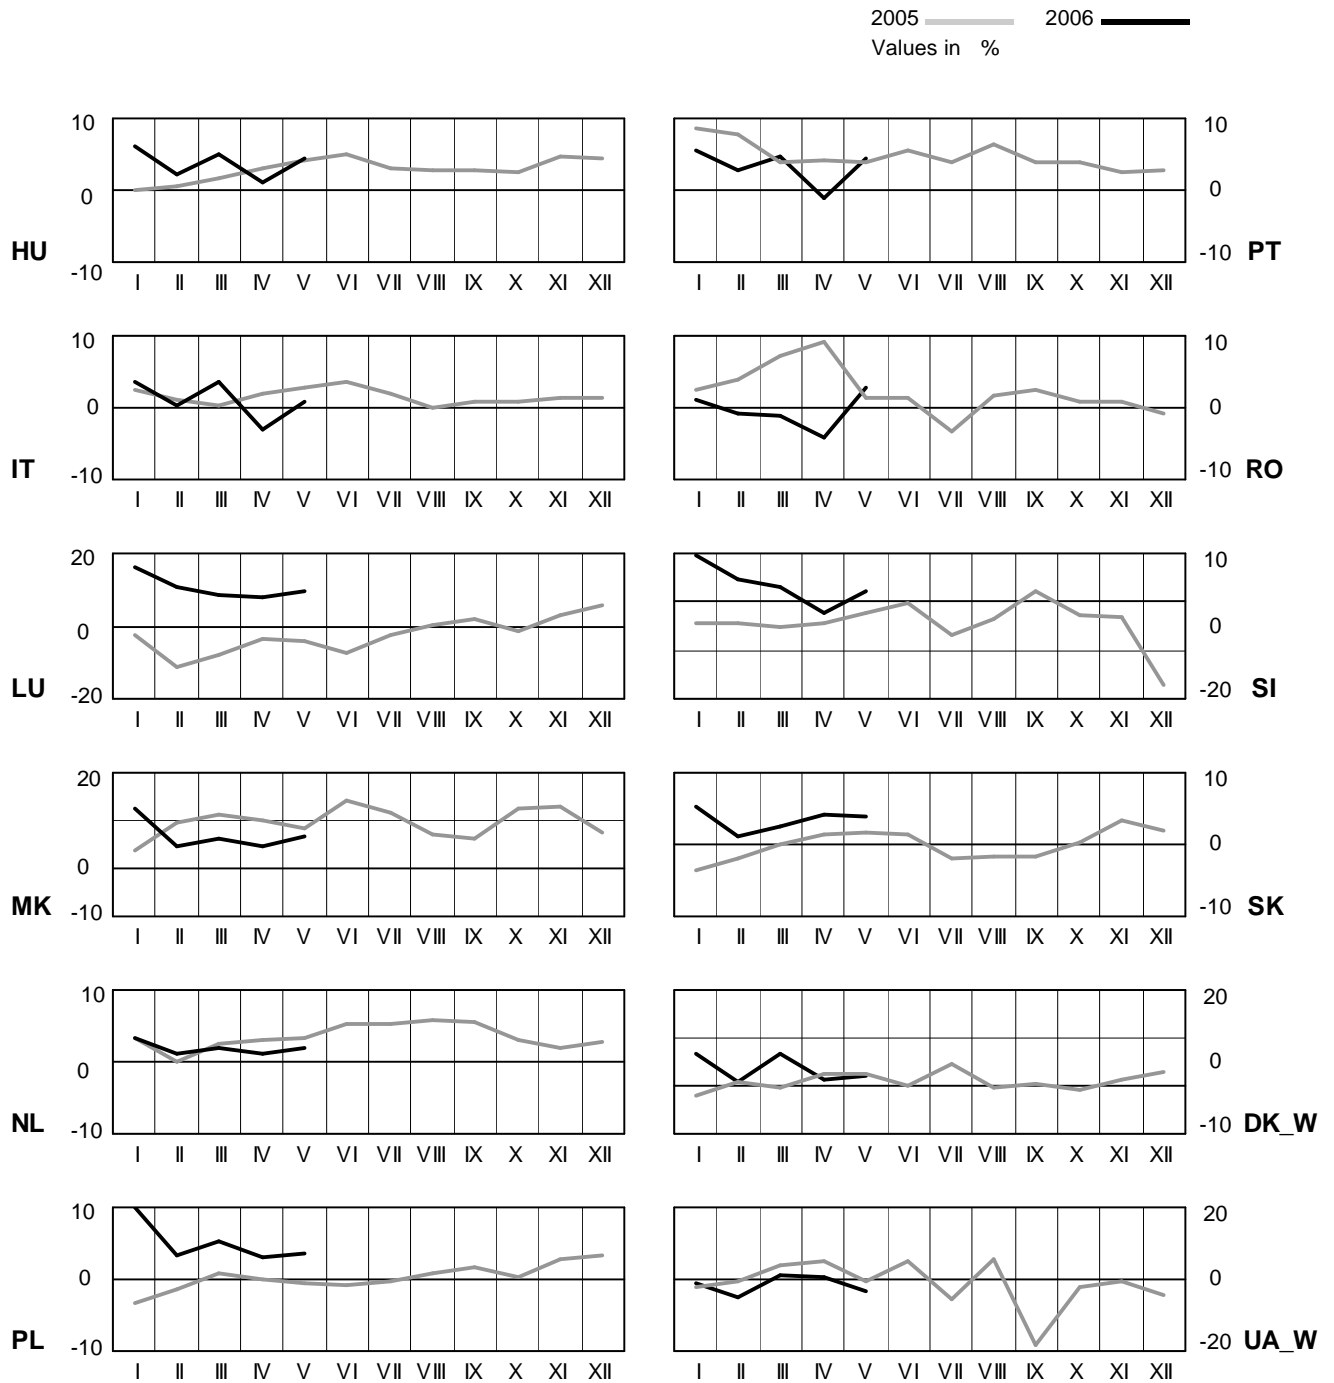 2005 2006
Values in %
10 10
0 0
HU -10 -10 PT
I II III IV V VI VII VIII IX X XI XII I II III IV V VI VII VIII IX X XI XII
10 10
0 0
IT -10 -10 RO
I II III IV V VI VII VIII IX X XI XII I II III IV V VI VII VIII IX X XI XII
20 10
0 0
LU -20 -20 SI
I II III IV V VI VII VIII IX X XI XII I II III IV V VI VII VIII IX X XI XII
20 10
0 0
MK -10 -10 SK
I II III IV V VI VII VIII IX X XI XII I II III IV V VI VII VIII IX X XI XII
10 20
0 0
NL -10 -10 DK_W
I II III IV V VI VII VIII IX X XI XII I II III IV V VI VII VIII IX X XI XII
10 20
0 0
PL -10 -20 UA_W
I II III IV V VI VII VIII IX X XI XII I II III IV V VI VII VIII IX X XI XII